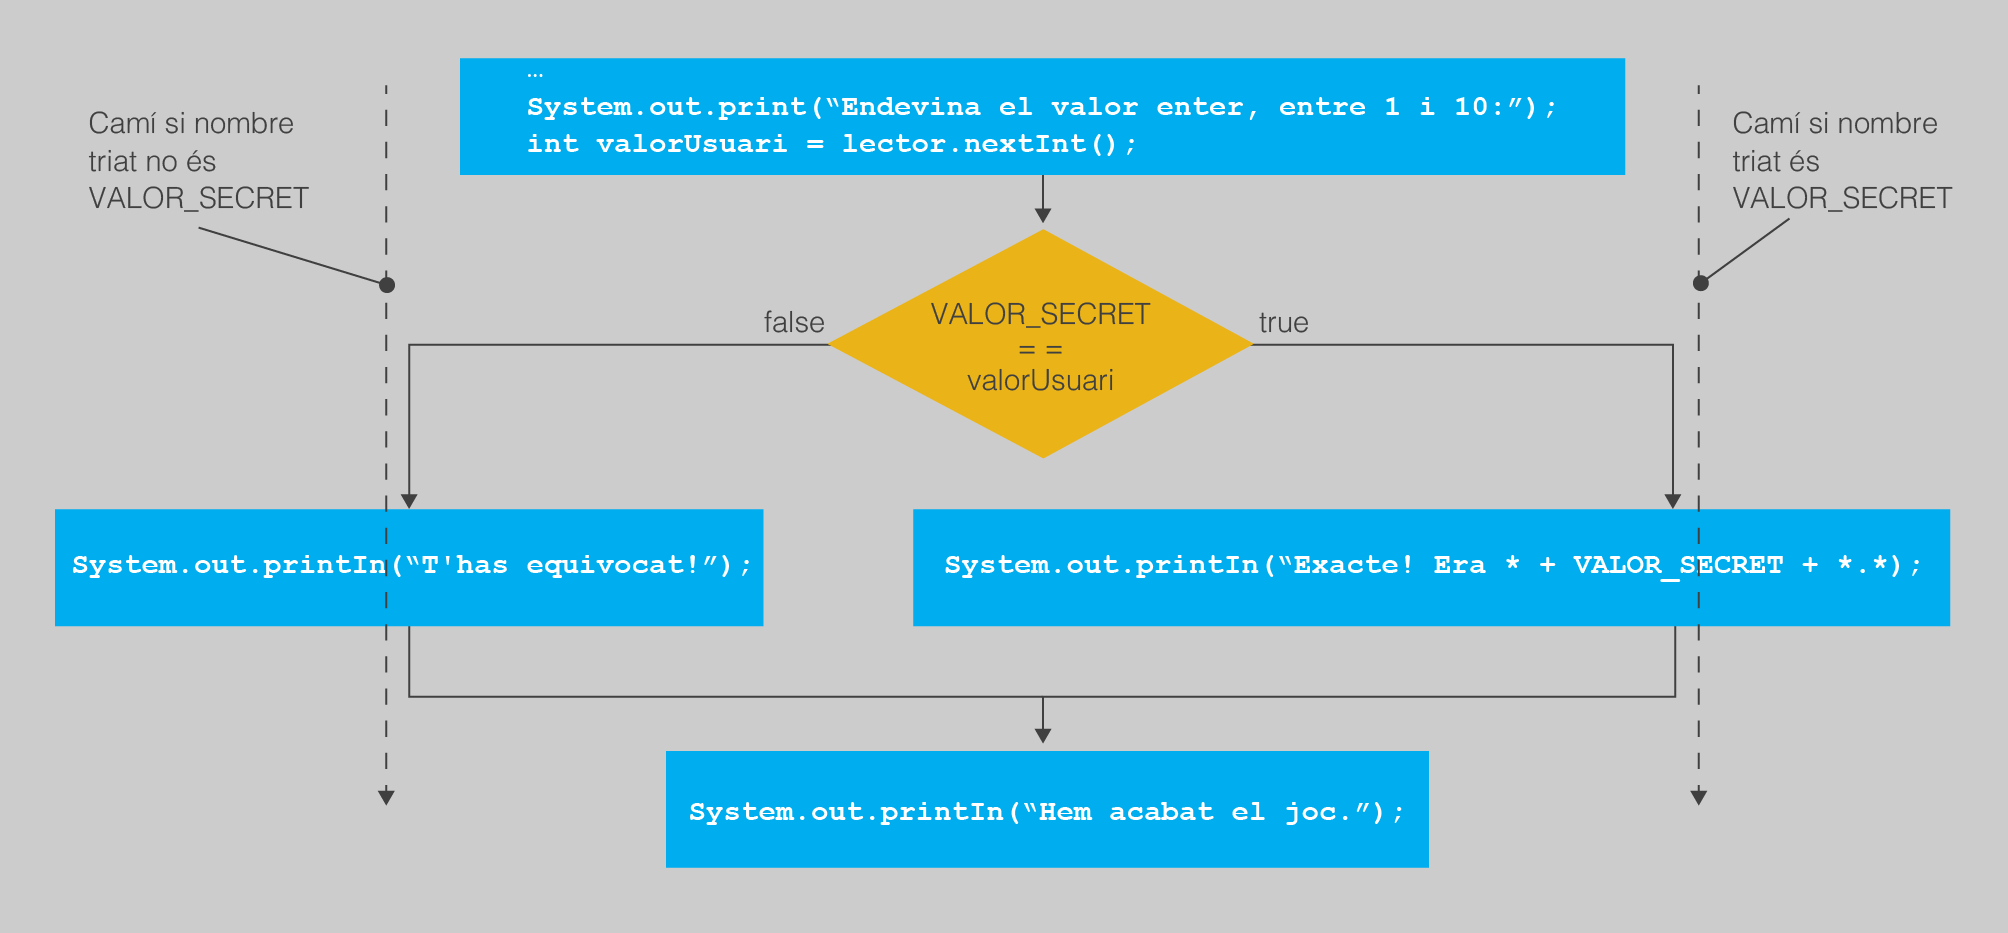 …
System.out.print(“Endevina el valor enter, entre 1 i 10:”);
int valorUsuari = lector.nextInt();
Camí si nombre
triat no és
VALOR_SECRET
Camí si nombre
triat és
VALOR_SECRET
false
VALOR_SECRET
= =
valorUsuari
true
System.out.printIn(“T'has equivocat!”);
System.out.printIn(“Exacte! Era * + VALOR_SECRET + *.*);
System.out.printIn(“Hem acabat el joc.”);